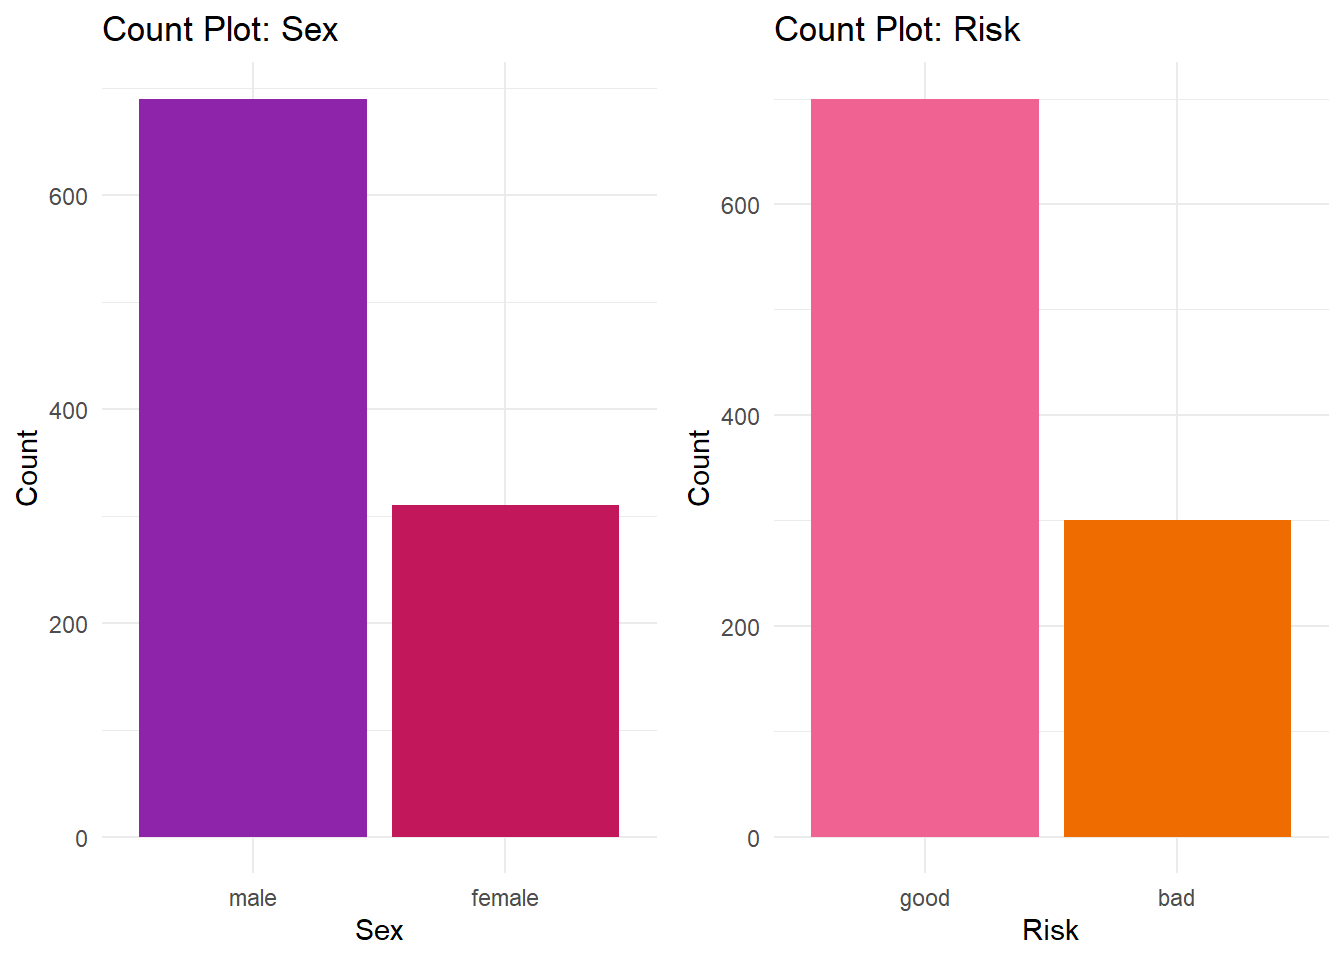 Count Plot: Sex
Count
600
400
200
0
male female
Sex
Count Plot: Risk
Count
600
400
200
0
good bad
Risk